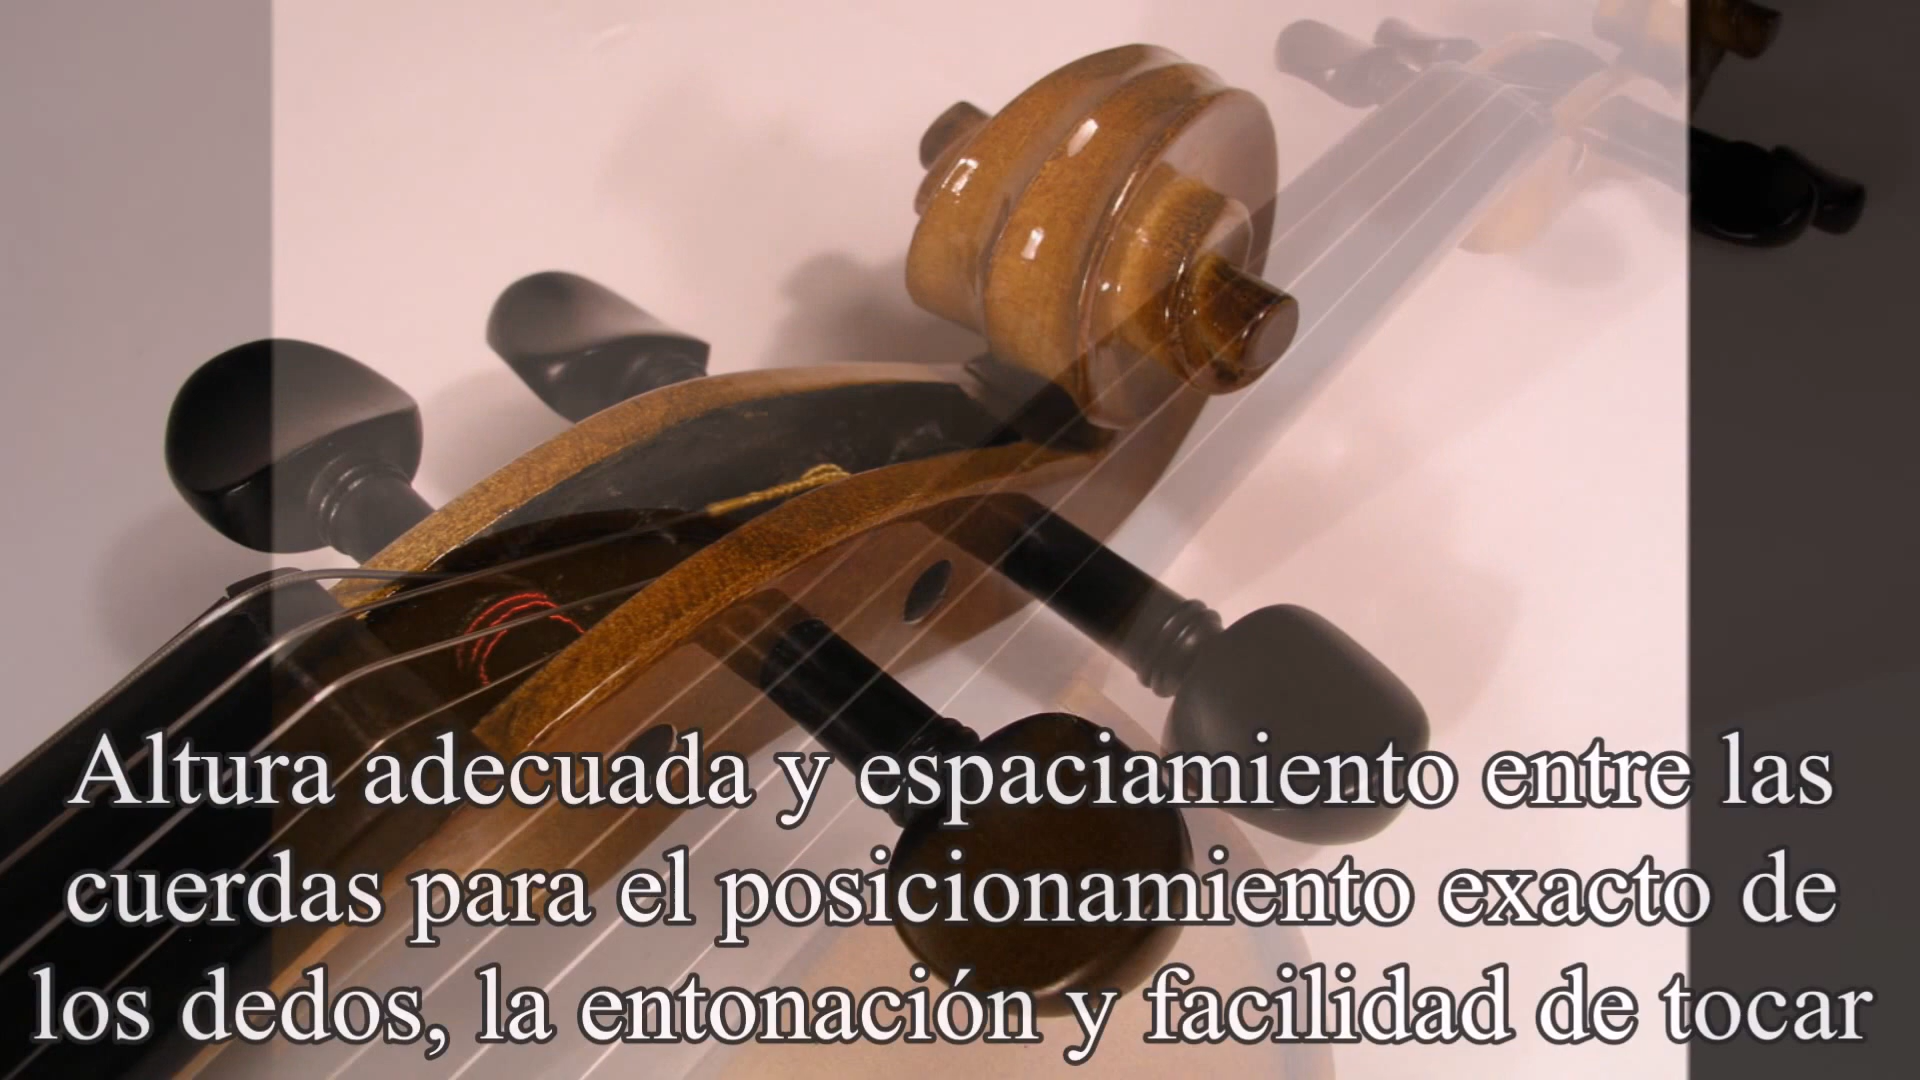 Altura adecuada y espaciamiento entre las
cuerdas para el posicionamiento exacto de
los dedos, la entonación y facilidad de tocar